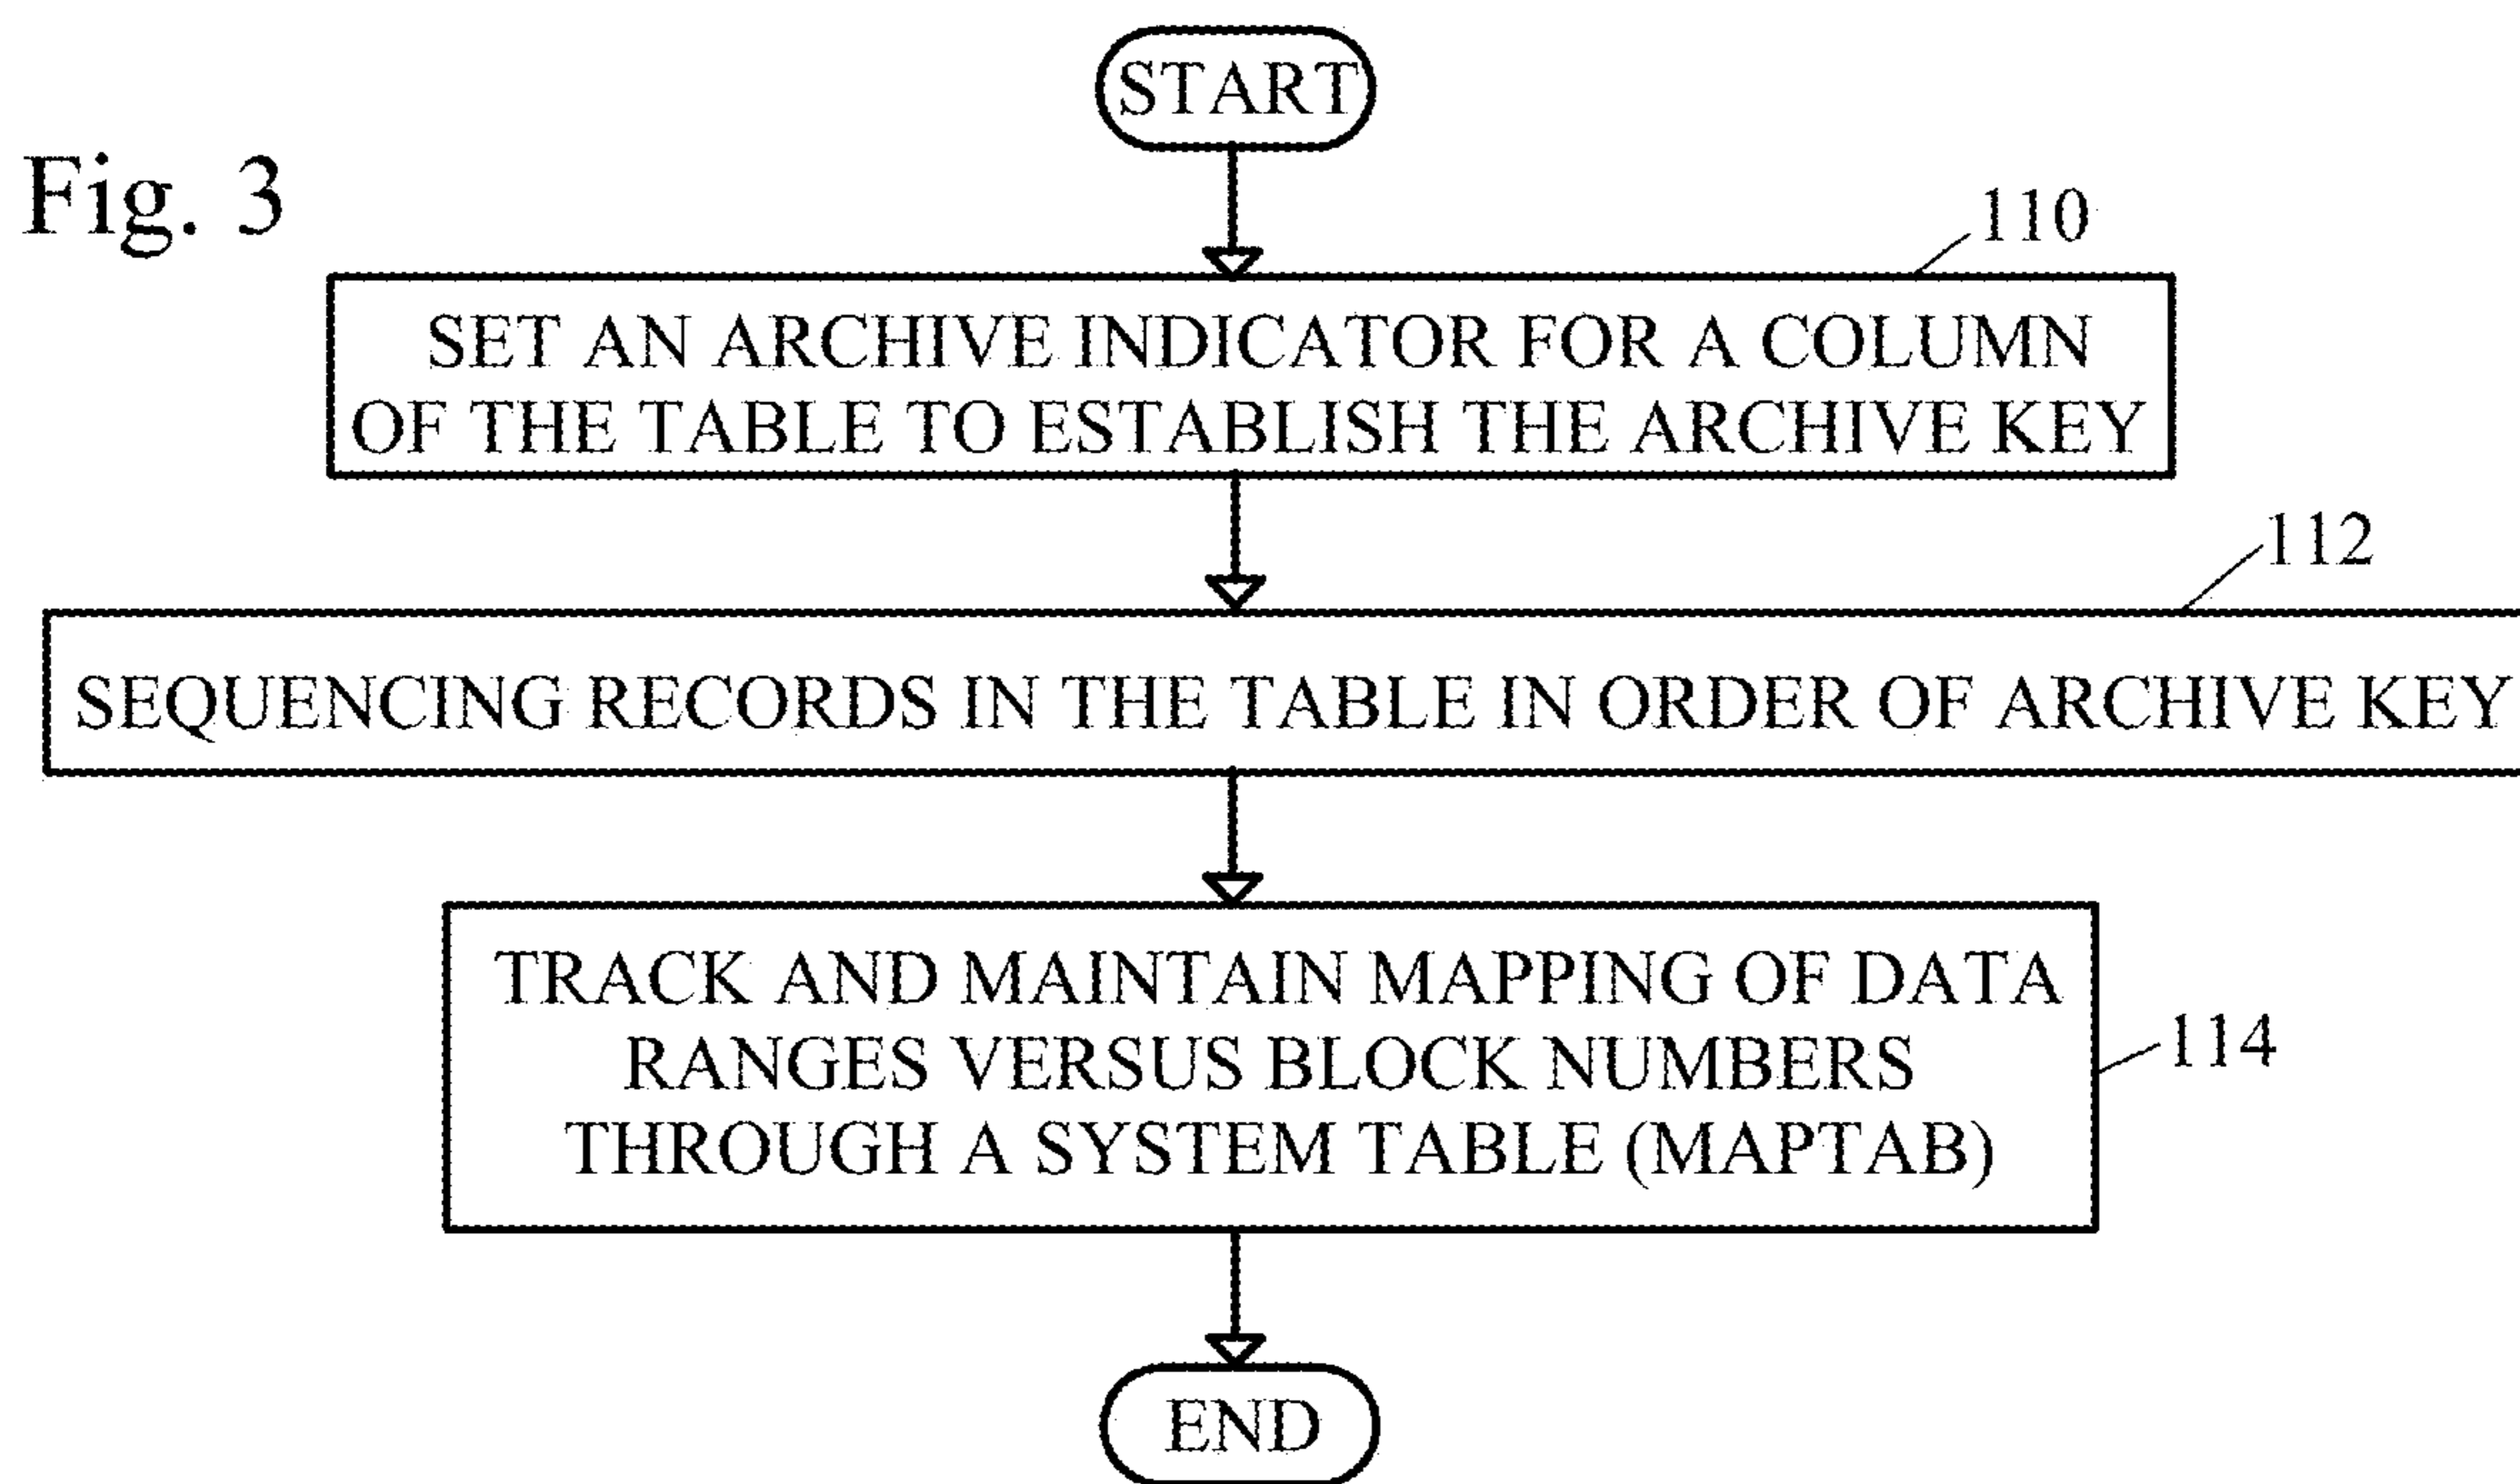 START
Fig. 3
110
SET AN ARCHIVE INDICATOR FOR A COLUMN
OF THE TABLE TO ESTABLISH THE ARCHIVE KEY
112
SEQUENCING RECORDS IN THE TABLE IN ORDER OF ARCHIVE KEY
TRACK AND MAINTAIN MAPPING OF DATA
RANGES VERSUS BLOCK NUMBERS
THROUGH A SYSTEM TABLE (MAPTAB)
114
END